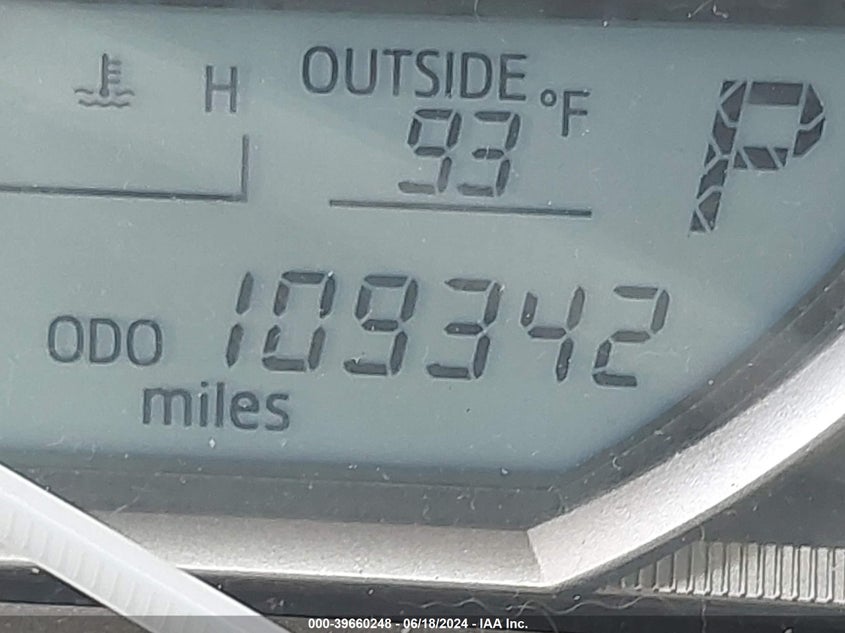 H OUTSIDE P
93 °F
ODO 109342
miles
000-39660248 - 06/18/2024 - IAA Inc.